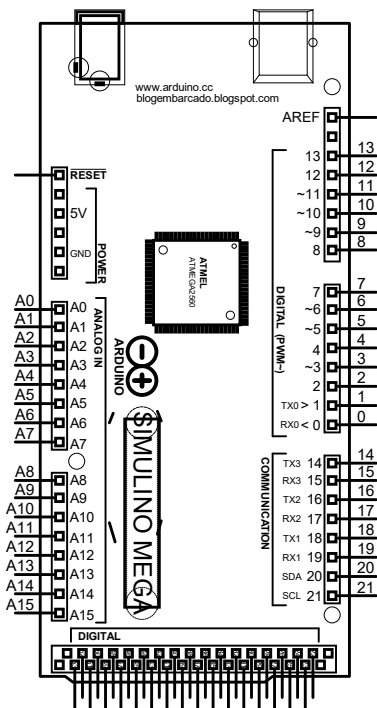 www.arduino.cc
blogembarcado.blogspot.com
AREF
13 13
12 12
~11 11
~10 10
~9 9
8 8
RESET
5V
GND
POWER
ATMEL
ATMEGA2560
DIGITAL (PWM~)
7 7
~6 6
~5 5
4 4
~3 3
2 2
TX0 > 1 1
RX0 < 0 0
A0 A0
A1 A1
A2 A2
A3 A3
A4 A4
A5 A5
A6 A6
A7 A7
ANALOG IN
ARDUINO
SIMULINO MEGA
A8 A8
A9 A9
A10 A10
A11 A11
A12 A12
A13 A13
A14 A14
A15 A15
COMMUNICATION
TX3 14 14
RX3 15 15
TX2 16 16
RX2 17 17
TX1 18 18
RX1 19 19
SDA 20 20
SCL 21 21
DIGITAL